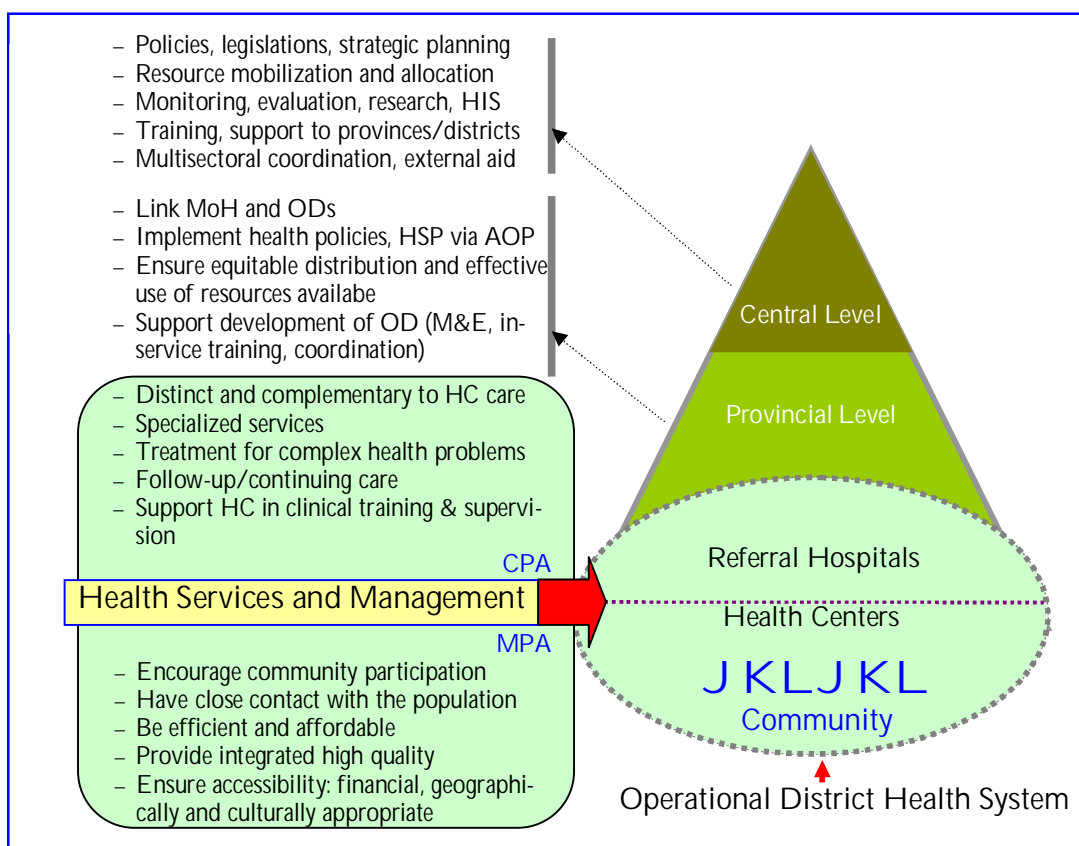 – Policies, legislations, strategic planning
– Resource mobilization and allocation
– Monitoring, evaluation, research, HIS
– Training, support to provinces/districts
– Multisectoral coordination, external aid
– Link MoH and ODs
– Implement health policies, HSP via AOP
– Ensure equitable distribution and effective
use of resources availabe
– Support development of OD (M&E, in-
service training, coordination)
– Distinct and complementary to HC care
– Specialized services
– Treatment for complex health problems
– Follow-up/continuing care
– Support HC in clinical training & supervi-
sion
CPA
Health Services and Management
MPA
– Encourage community participation
– Have close contact with the population
– Be efficient and affordable
– Provide integrated high quality
– Ensure accessibility: financial, geographi-
cally and culturally appropriate
Central Level
Provincial Level
Referral Hospitals
Health Centers
J K L J K L
Community
Operational District Health System